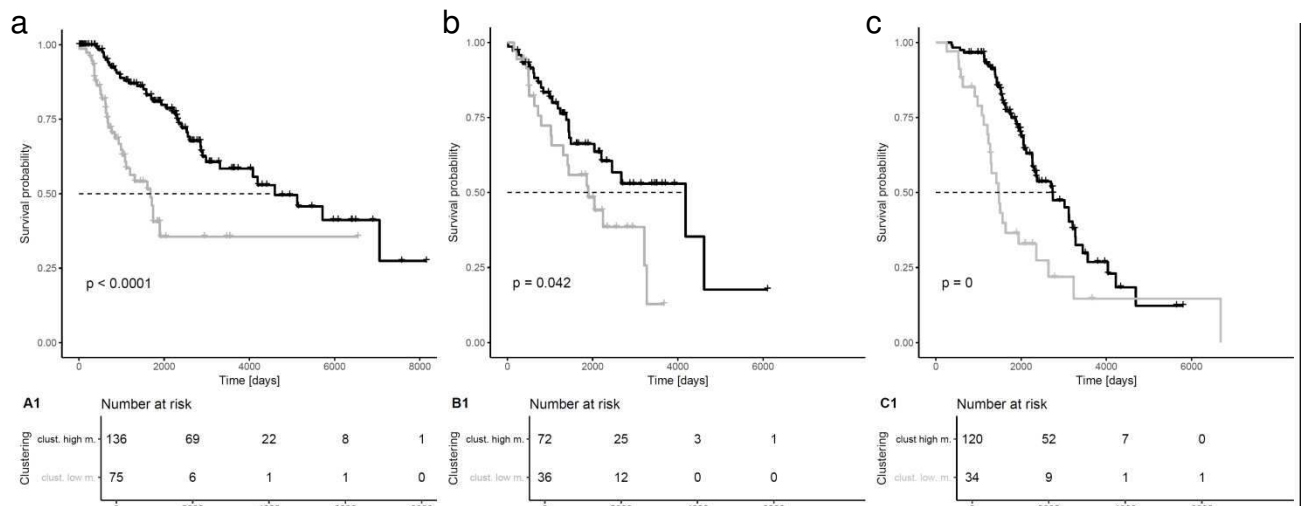 a
1.00
0.75
0.50
0.25
0.00
Survival probability
p < 0.0001
0 2000 4000 6000 8000
Time [days]
b
1.00
0.75
0.50
0.25
0.00
Survival probability
p = 0.042
0 2000 4000 6000
Time [days]
c
1.00
0.75
0.50
0.25
0.00
Survival probability
p = 0
0 2000 4000 6000
Time [days]
A1 Number at risk
Clustering
clust. high m. 136 69 22 8 1
clust. low m. 75 6 1 1 0
B1 Number at risk
Clustering
clust. high m. 72 25 3 1
clust. low m. 36 12 0 0
C1 Number at risk
Clustering
clust high m. 120 52 7 0
clust. low. m. 34 9 1 1